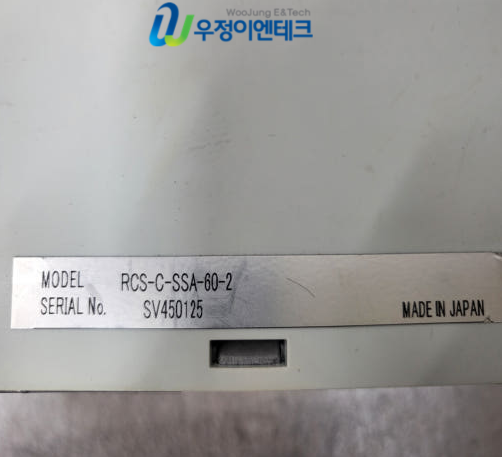 WooJung E&Tech
우정이엔테크
MODEL RCS-C-SSA-60-2
SERIAL No. SV450125
MADE IN JAPAN